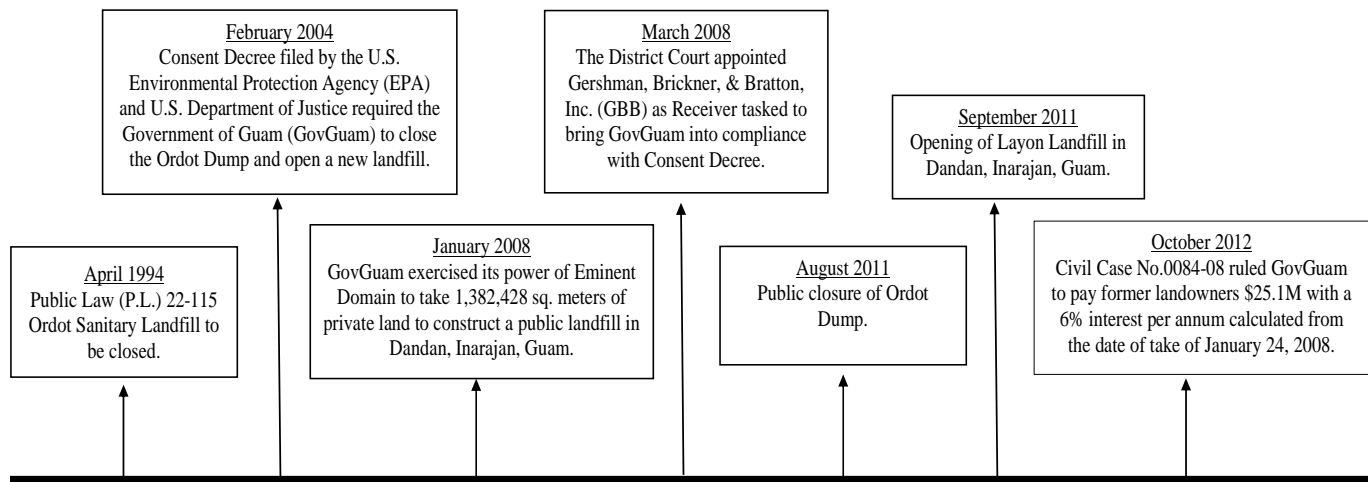 April 1994
Public Law (P.L.) 22-115
Ordot Sanitary Landfill to
be closed.
February 2004
Consent Decree filed by the U.S.
Environmental Protection Agency (EPA)
and U.S. Department of Justice required the
Government of Guam (GovGuam) to close
the Ordot Dump and open a new landfill.
January 2008
GovGuam exercised its power of Eminent
Domain to take 1,382,428 sq. meters of
private land to construct a public landfill in
Dandan, Inarajan, Guam.
March 2008
The District Court appointed
Gershman, Brickner, & Bratton,
Inc. (GBB) as Receiver tasked to
bring GovGuam into compliance
with Consent Decree.
August 2011
Public closure of Ordot
Dump.
September 2011
Opening of Layon Landfill in
Dandan, Inarajan, Guam.
October 2012
Civil Case No.0084-08 ruled GovGuam
to pay former landowners $25.1M with a
6% interest per annum calculated from
the date of take of January 24, 2008.